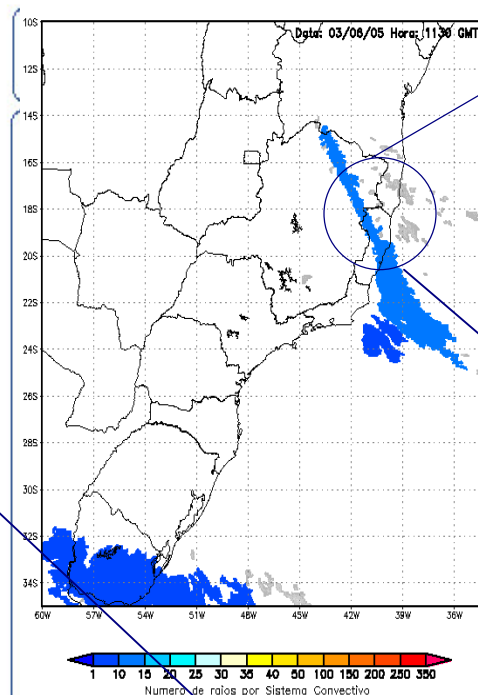 Data: 03/06/05 Hora: 1130 GMT
10S
12S
14S
16S
18S
20S
22S
24S
26S
28S
30S
32S
34S
60W 57W 54W 51W 48W 45W 42W 39W 36W
1 10 15 20 25 30 35 40 50 100 150 200 250 350
Numero de raios por Sistema Convectivo